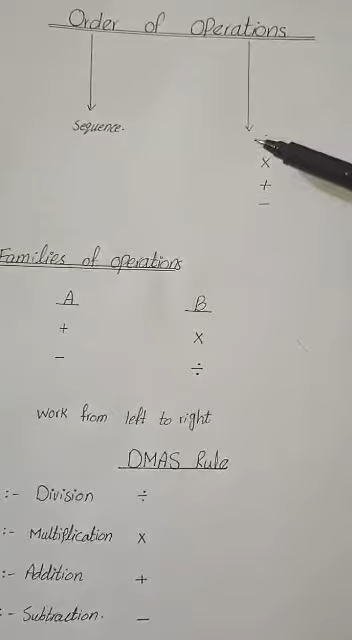 Order of Operations
Sequence.
×
+
−
Families of operations
A B
+ ×
− ÷
Work from left to right
DMAS Rule
:- Division ÷
:- Multiplication ×
:- Addition +
:- Subtraction. −